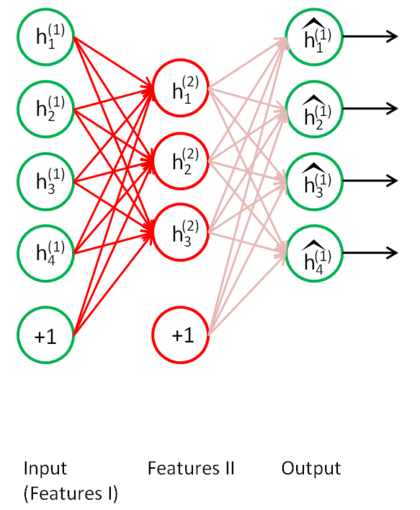 h₁⁽¹⁾ h₂⁽¹⁾ h₃⁽¹⁾ h₄⁽¹⁾ +1
h₁⁽²⁾ h₂⁽²⁾ h₃⁽²⁾ +1
ĥ₁⁽¹⁾ ĥ₂⁽¹⁾ ĥ₃⁽¹⁾ ĥ₄⁽¹⁾
Input
(Features I)
Features II
Output